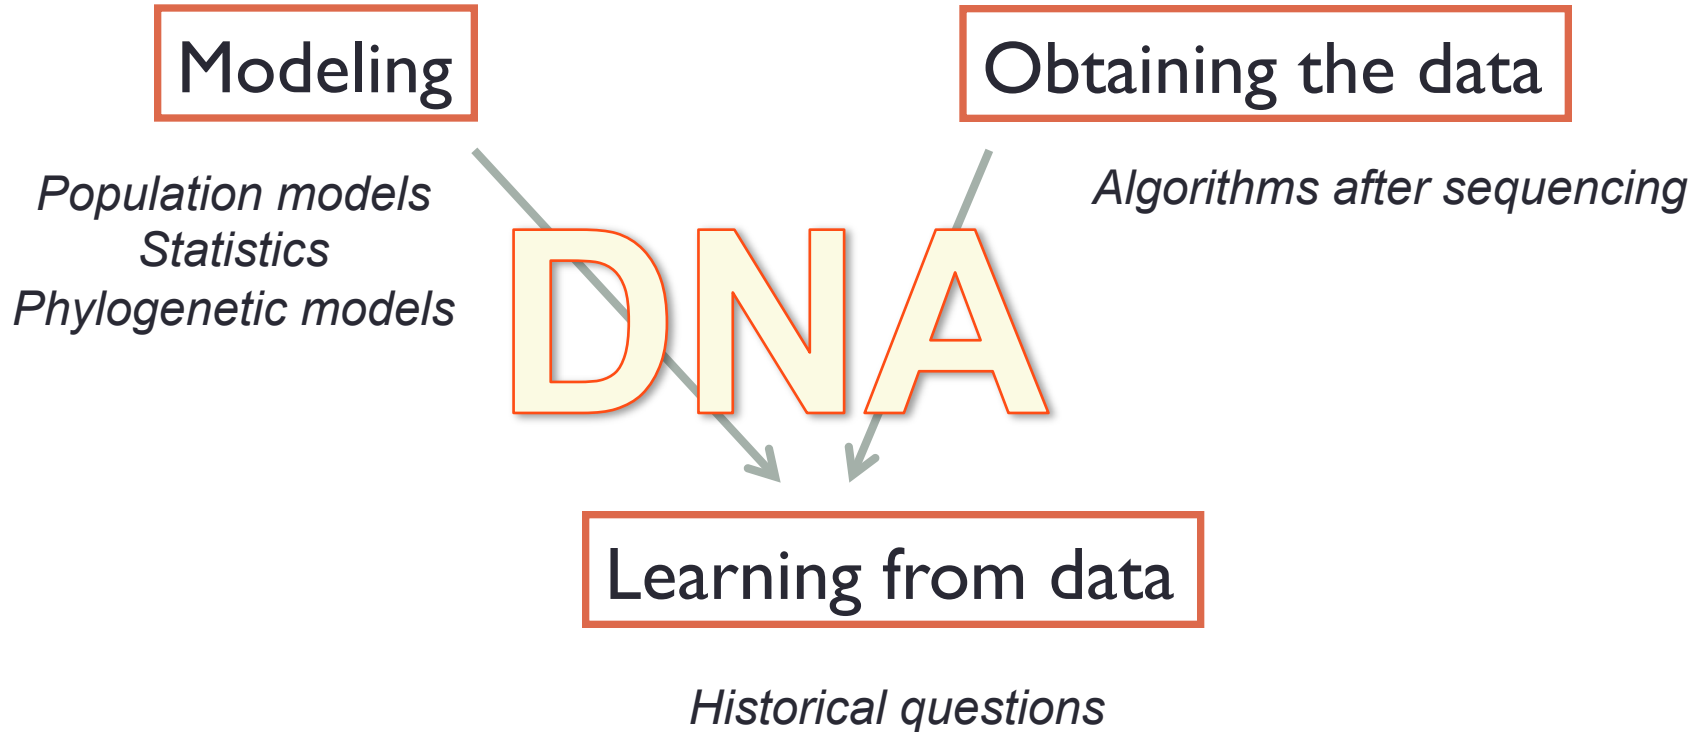 Modeling
Obtaining the data
Population models
Statistics
Phylogenetic models
Algorithms after sequencing
DNA
Learning from data
Historical questions